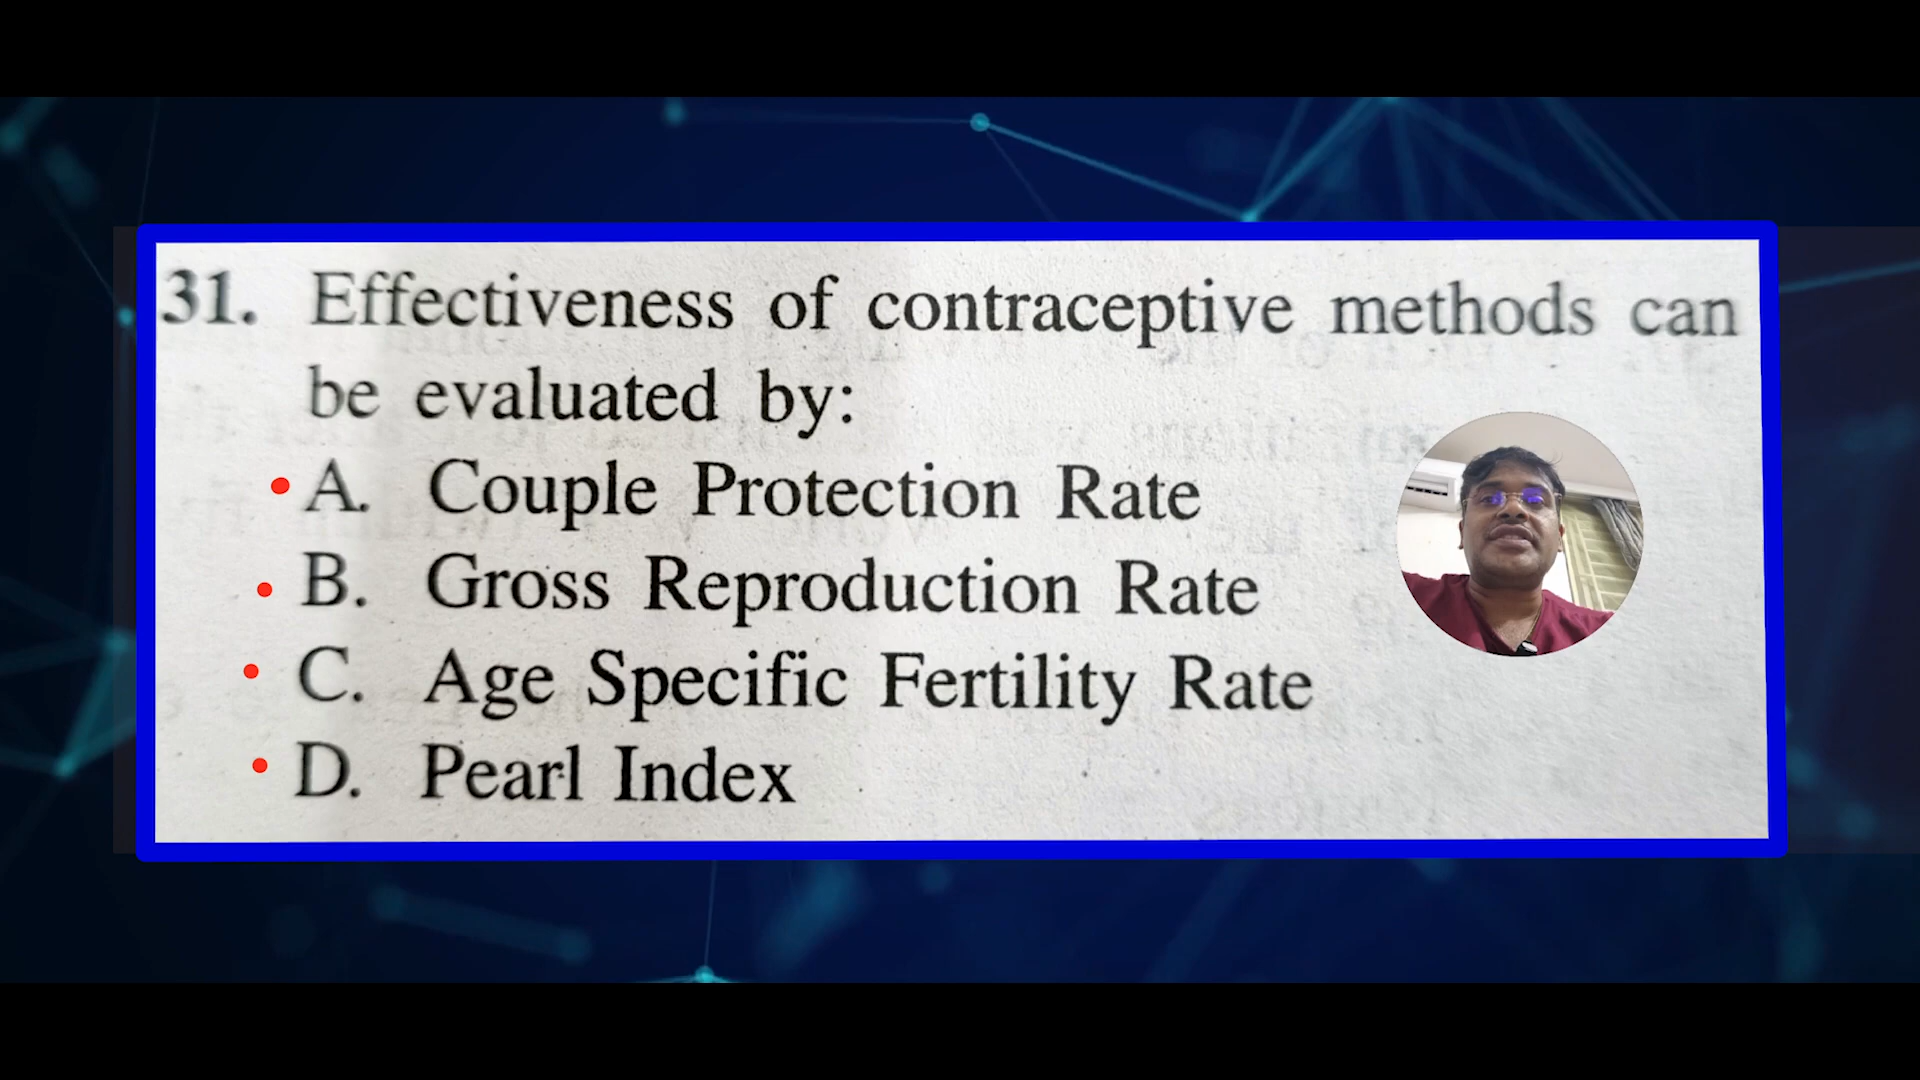 31. Effectiveness of contraceptive methods can
be evaluated by:
A. Couple Protection Rate
B. Gross Reproduction Rate
C. Age Specific Fertility Rate
D. Pearl Index